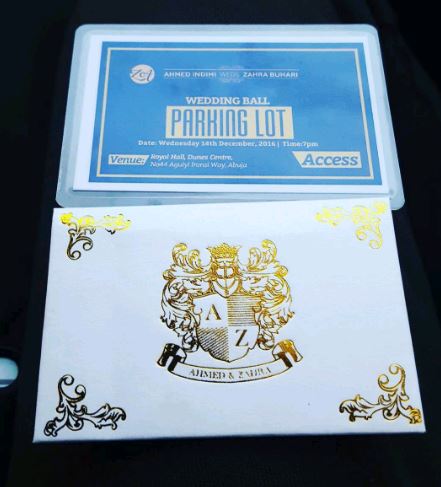 Z&A
AHMED INDIMI WEDS ZAHRA BUHARI
WEDDING BALL
PARKING LOT
Date: Wednesday 14th December, 2016 | Time:7pm
Venue: Royal Hall, Dunes Centre,
No44 Aguiyi Ironsi Way, Abuja
Access
A
Z
AHMED & ZAHRA